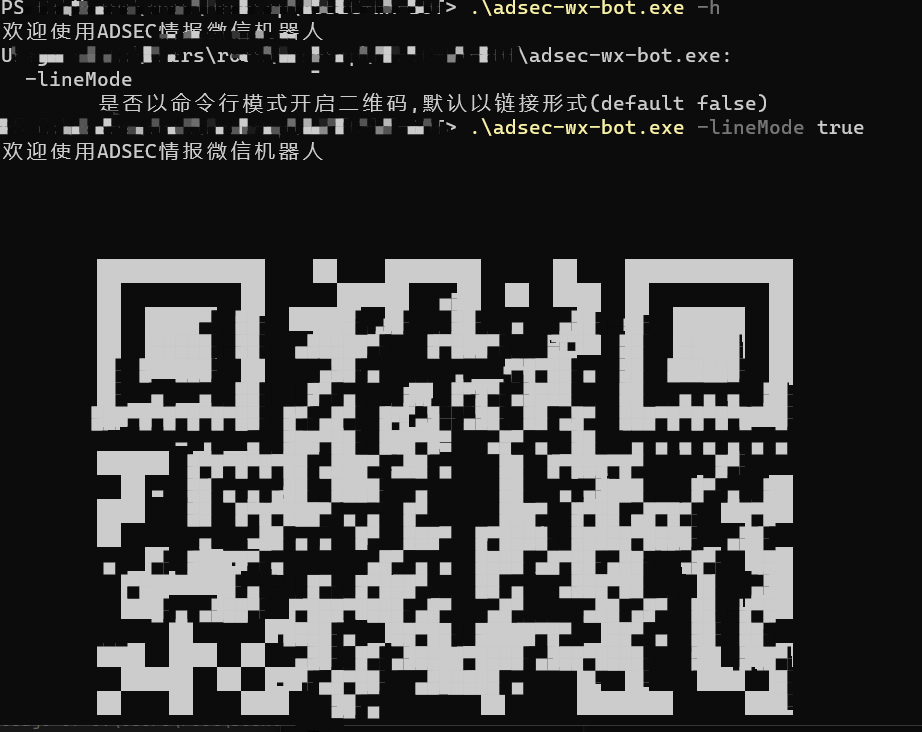 PS > .\adsec-wx-bot.exe -h
欢迎使用ADSEC情报微信机器人
\adsec-wx-bot.exe:
-lineMode
是否以命令行模式开启二维码,默认以链接形式(default false)
> .\adsec-wx-bot.exe -lineMode true
欢迎使用ADSEC情报微信机器人